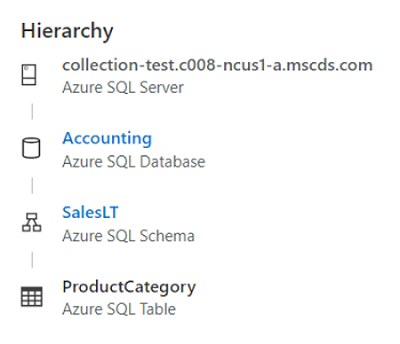 Hierarchy
collection-test.c008-ncus1-a.mscds.com
Azure SQL Server
Accounting
Azure SQL Database
SalesLT
Azure SQL Schema
ProductCategory
Azure SQL Table